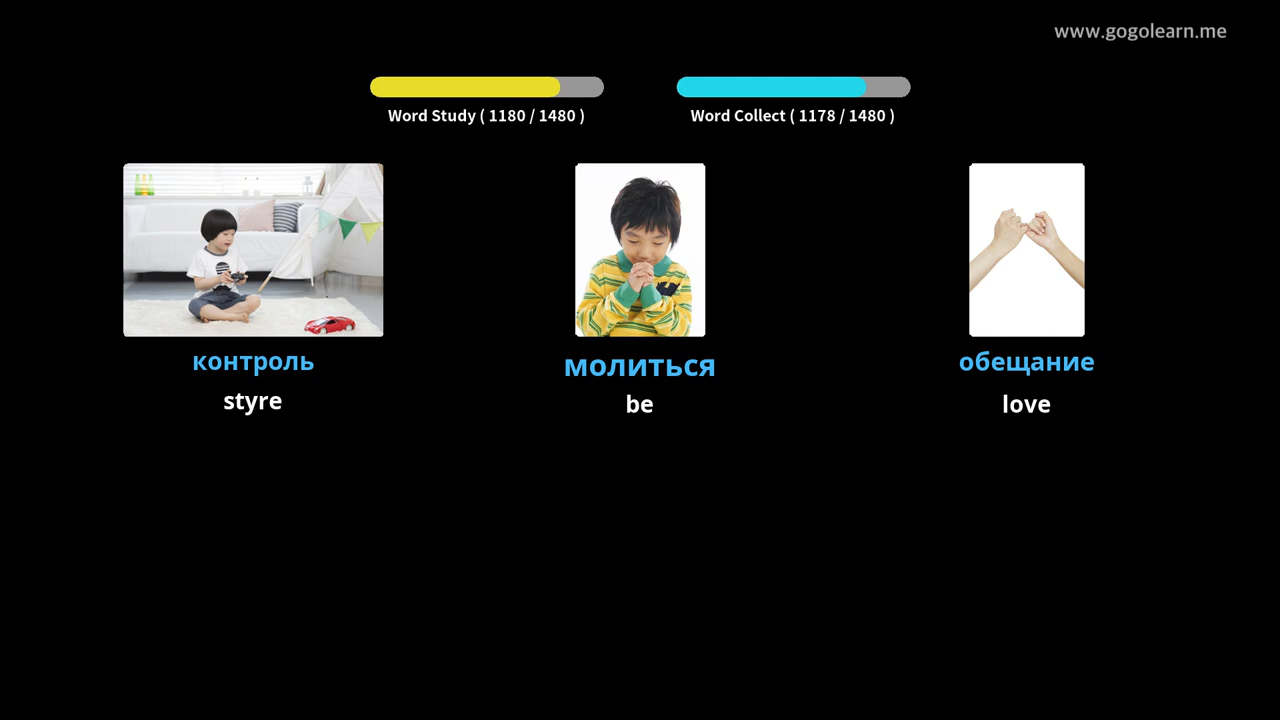 www.gogolearn.me
Word Study ( 1180 / 1480 )
Word Collect ( 1178 / 1480 )
контроль
молиться
обещание
styre
be
love